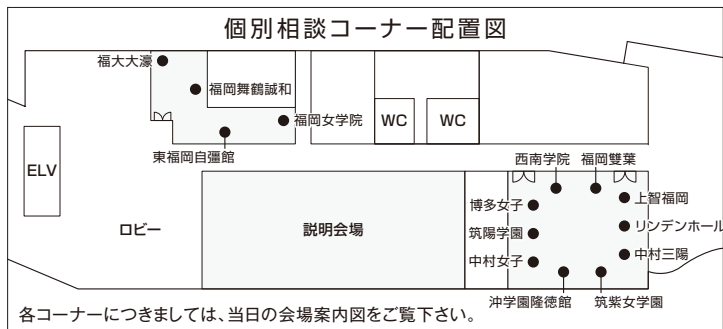 個別相談コーナー配置図
福大大濠
福岡舞鶴誠和
福岡女学院
東福岡自彊館
WC
WC
ELV
ロビー
説明会場
西南学院
福岡雙葉
博多女子
上智福岡
筑陽学園
リンデンホール
中村女子
中村三陽
沖学園隆徳館
筑紫女学園
各コーナーにつきましては、当日の会場案内図をご覧下さい。